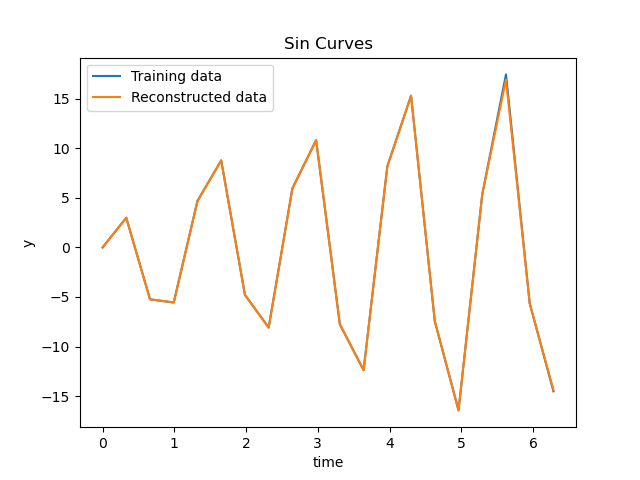 Sin Curves
Training data
Reconstructed data
15
10
5
0
−5
−10
−15
y
0 1 2 3 4 5 6
time